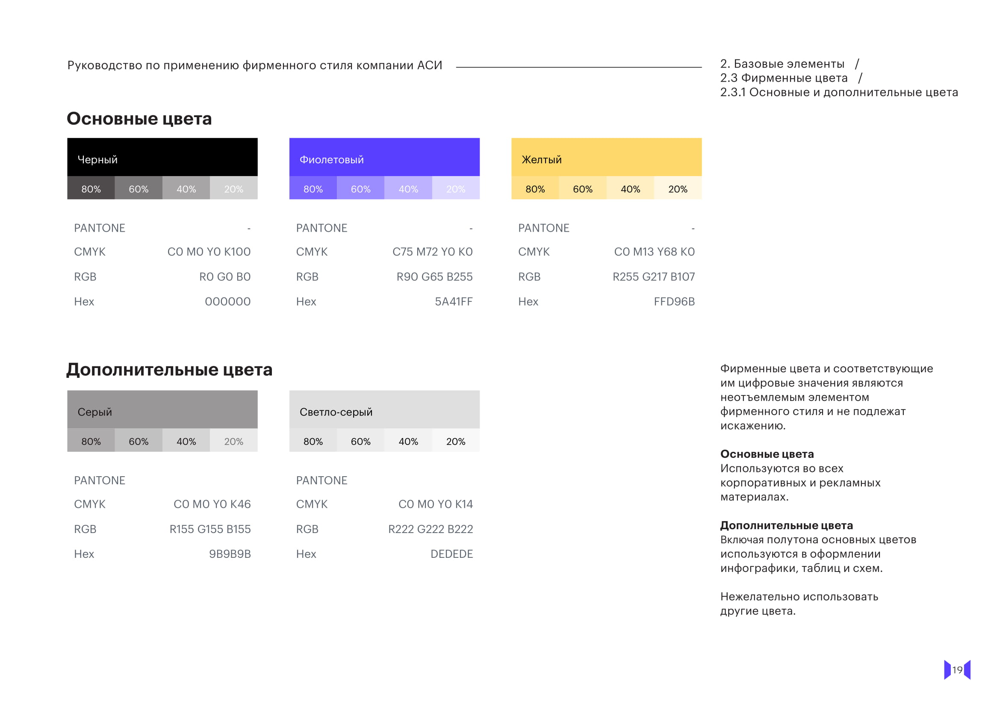 Руководство по применению фирменного стиля компании АСИ
2. Базовые элементы /
2.3 Фирменные цвета /
2.3.1 Основные и дополнительные цвета
Основные цвета
Черный
80% 60% 40% 20%
PANTONE -
CMYK C0 M0 Y0 K100
RGB R0 G0 B0
Hex 000000
Фиолетовый
80% 60% 40% 20%
PANTONE -
CMYK C75 M72 Y0 K0
RGB R90 G65 B255
Hex 5A41FF
Желтый
80% 60% 40% 20%
PANTONE -
CMYK C0 M13 Y68 K0
RGB R255 G217 B107
Hex FFD96B
Дополнительные цвета
Серый
80% 60% 40% 20%
PANTONE
CMYK C0 M0 Y0 K46
RGB R155 G155 B155
Hex 9B9B9B
Светло-серый
80% 60% 40% 20%
PANTONE
CMYK C0 M0 Y0 K14
RGB R222 G222 B222
Hex DEDEDE
Фирменные цвета и соответствующие
им цифровые значения являются
неотъемлемым элементом
фирменного стиля и не подлежат
искажению.
Основные цвета
Используются во всех
корпоративных и рекламных
материалах.
Дополнительные цвета
Включая полутона основных цветов
используются в оформлении
инфографики, таблиц и схем.
Нежелательно использовать
другие цвета.
19